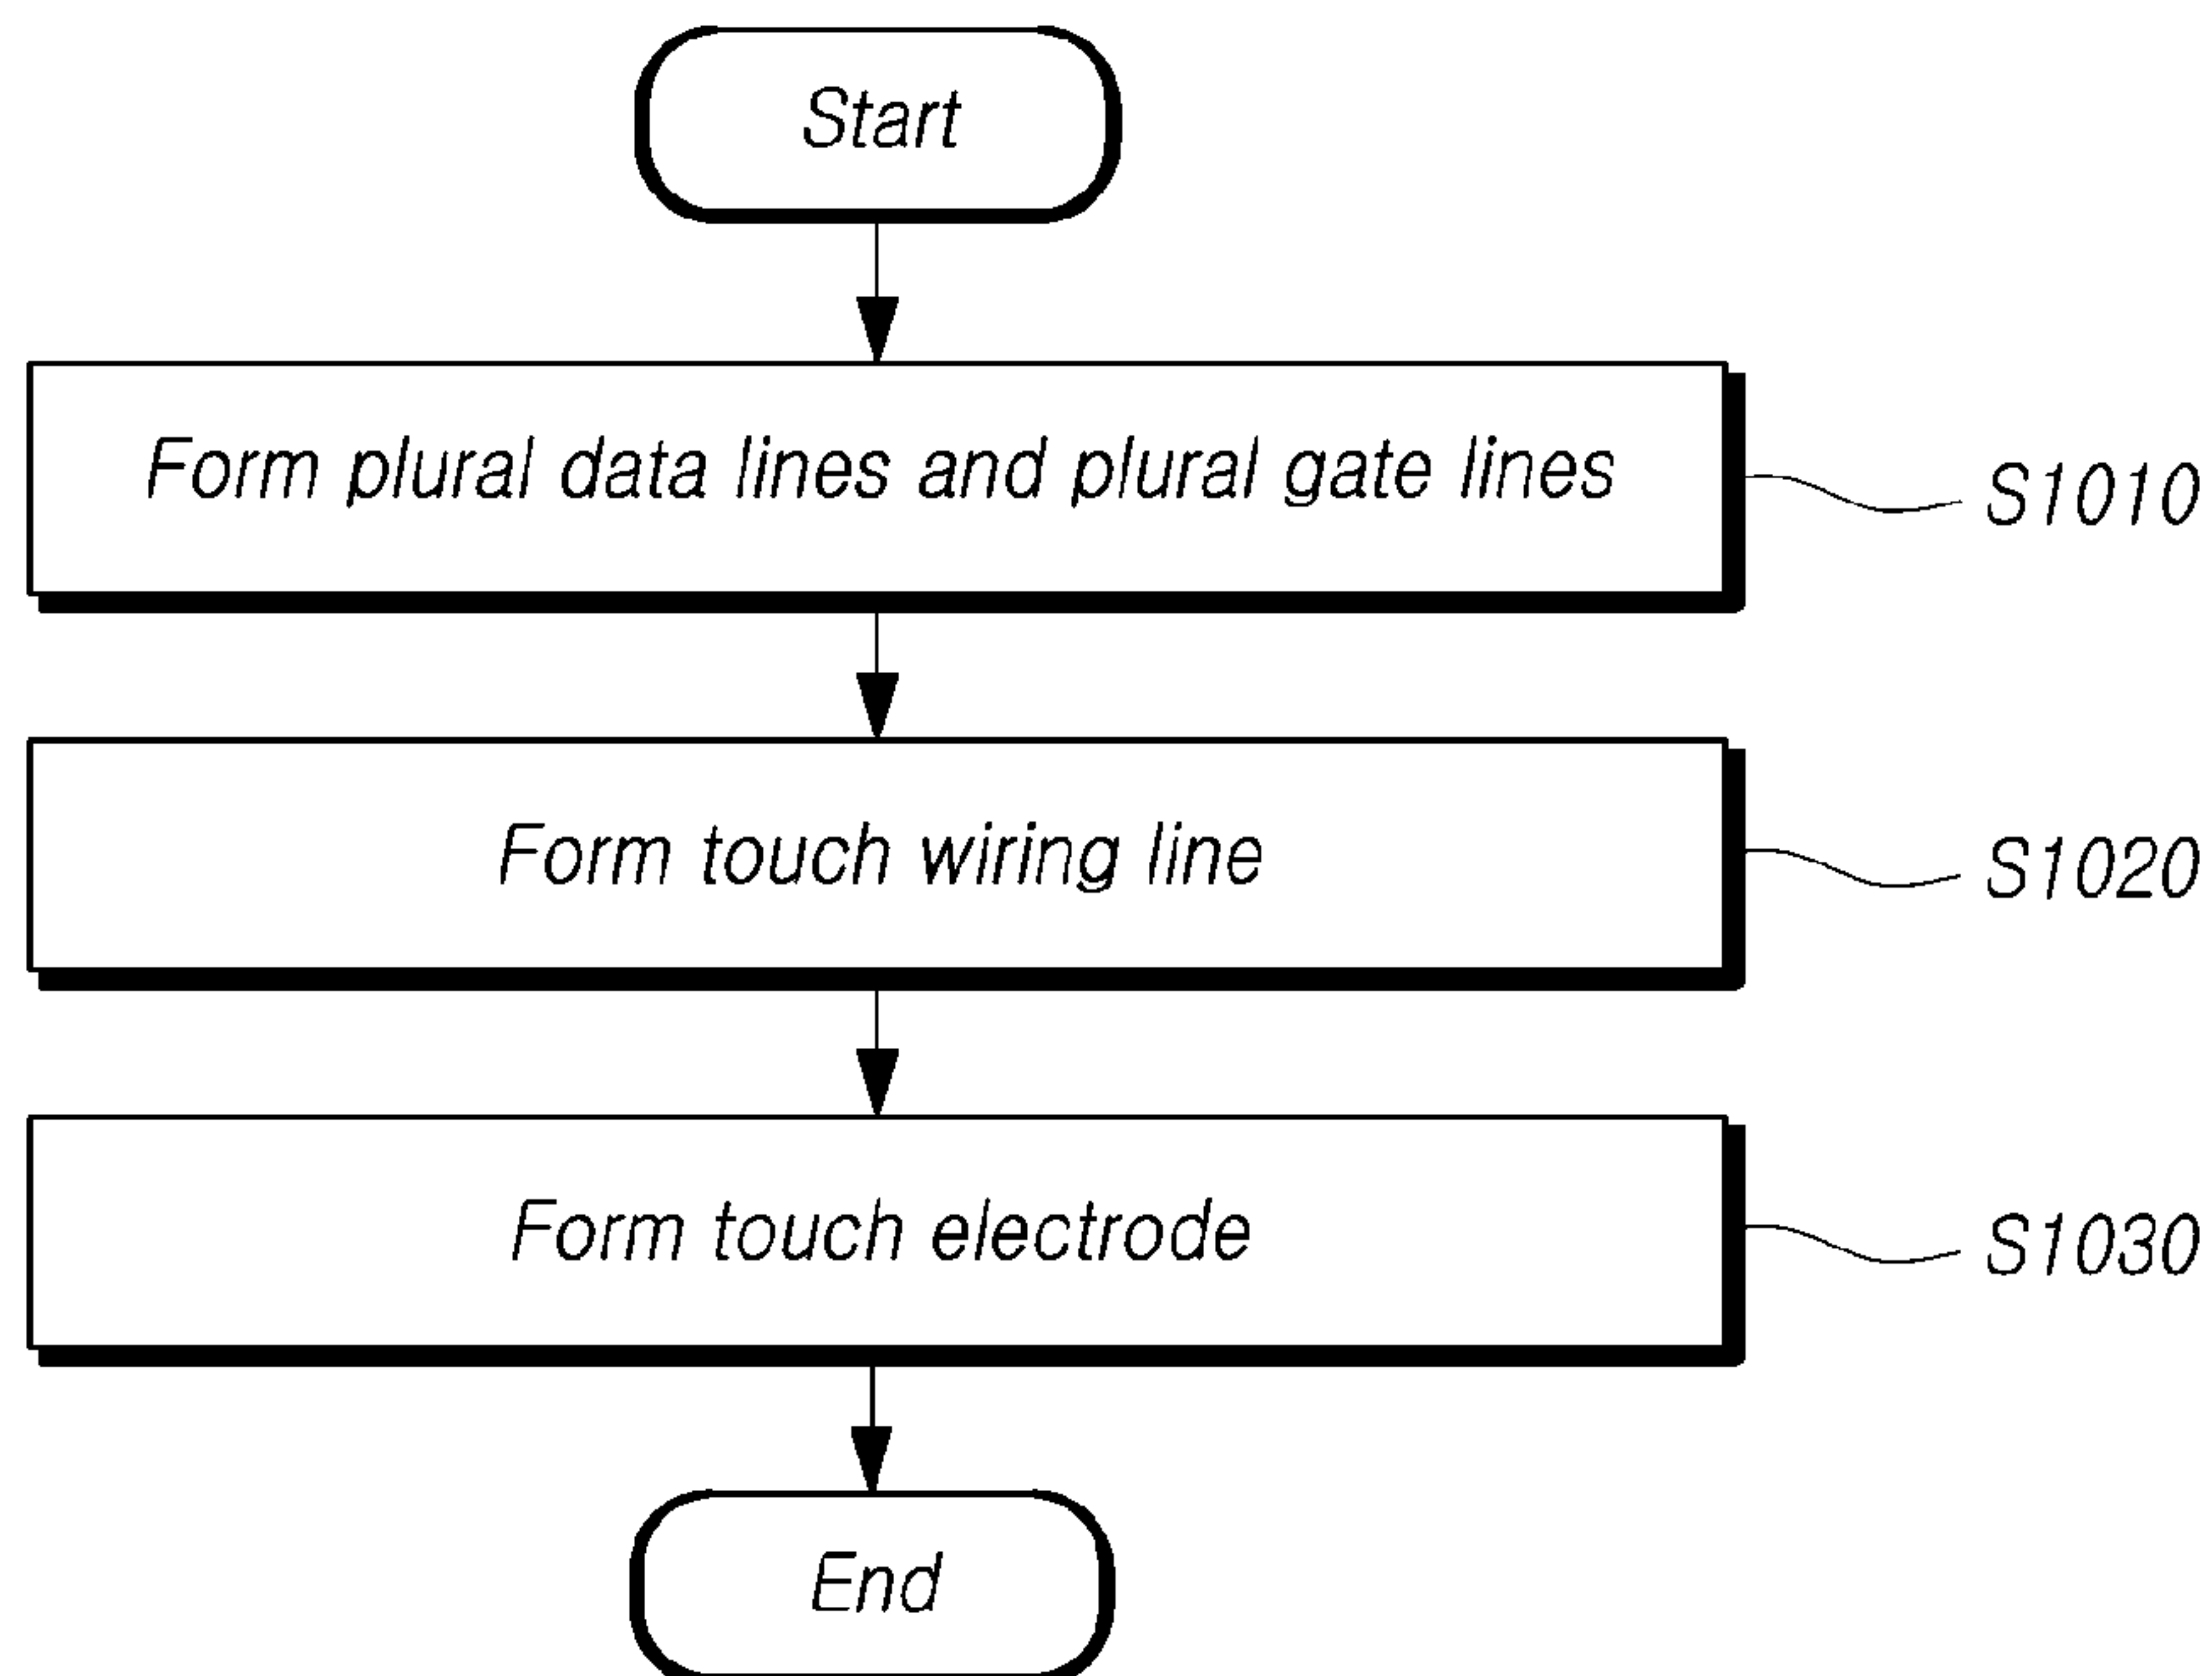 Start
Form plural data lines and plural gate lines
S1010
Form touch wiring line
S1020
Form touch electrode
S1030
End